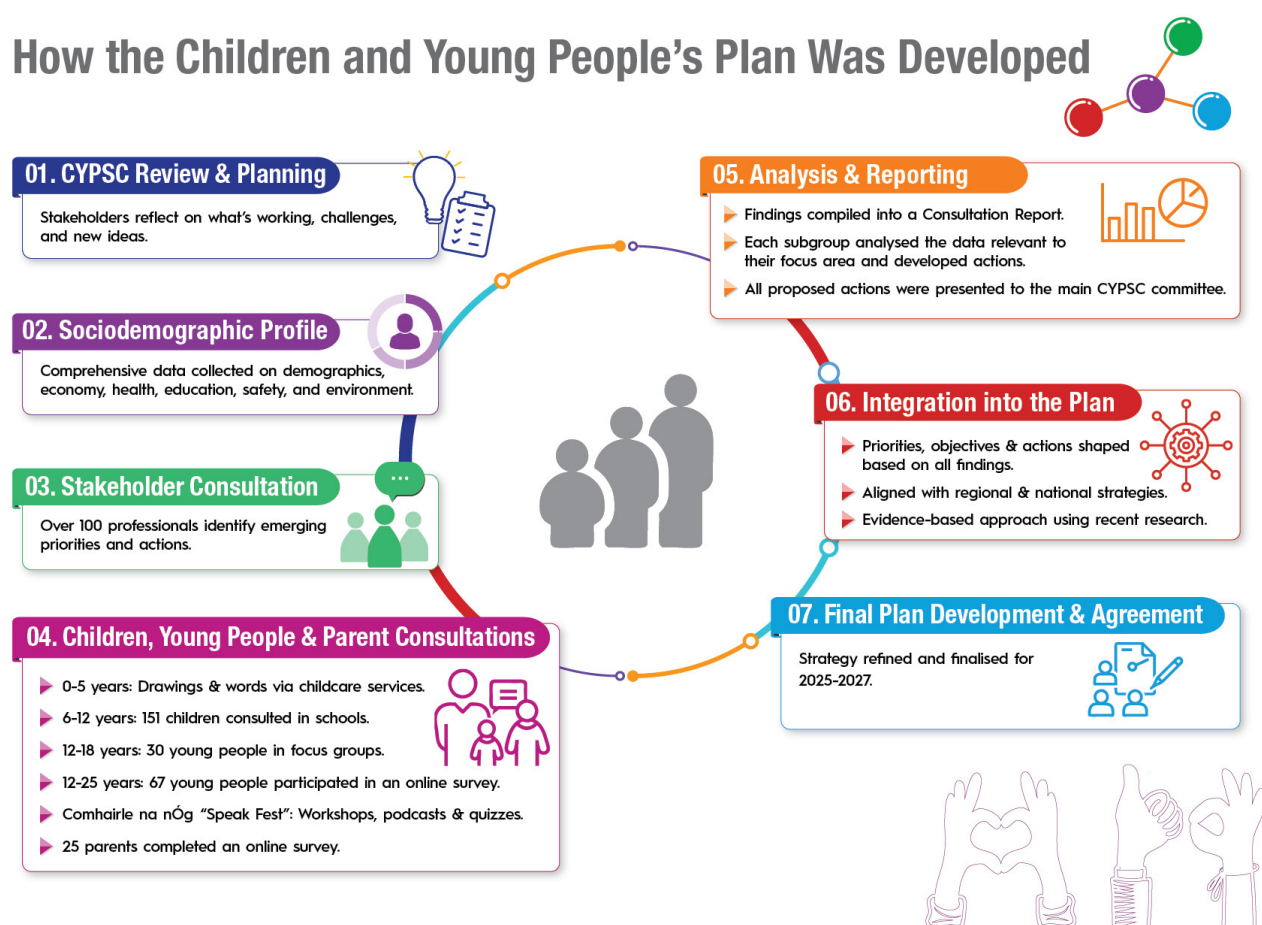 How the Children and Young People's Plan Was Developed
01. CYPSC Review & Planning
Stakeholders reflect on what's working, challenges,
and new ideas.
02. Sociodemographic Profile
Comprehensive data collected on demographics,
economy, health, education, safety, and environment.
03. Stakeholder Consultation
Over 100 professionals identify emerging
priorities and actions.
04. Children, Young People & Parent Consultations
0-5 years: Drawings & words via childcare services.
6-12 years: 151 children consulted in schools.
12-18 years: 30 young people in focus groups.
12-25 years: 67 young people participated in an online survey.
Comhairle na nÓg “Speak Fest”: Workshops, podcasts & quizzes.
25 parents completed an online survey.
05. Analysis & Reporting
Findings compiled into a Consultation Report.
Each subgroup analysed the data relevant to
their focus area and developed actions.
All proposed actions were presented to the main CYPSC committee.
06. Integration into the Plan
Priorities, objectives & actions shaped
based on all findings.
Aligned with regional & national strategies.
Evidence-based approach using recent research.
07. Final Plan Development & Agreement
Strategy refined and finalised for
2025-2027.